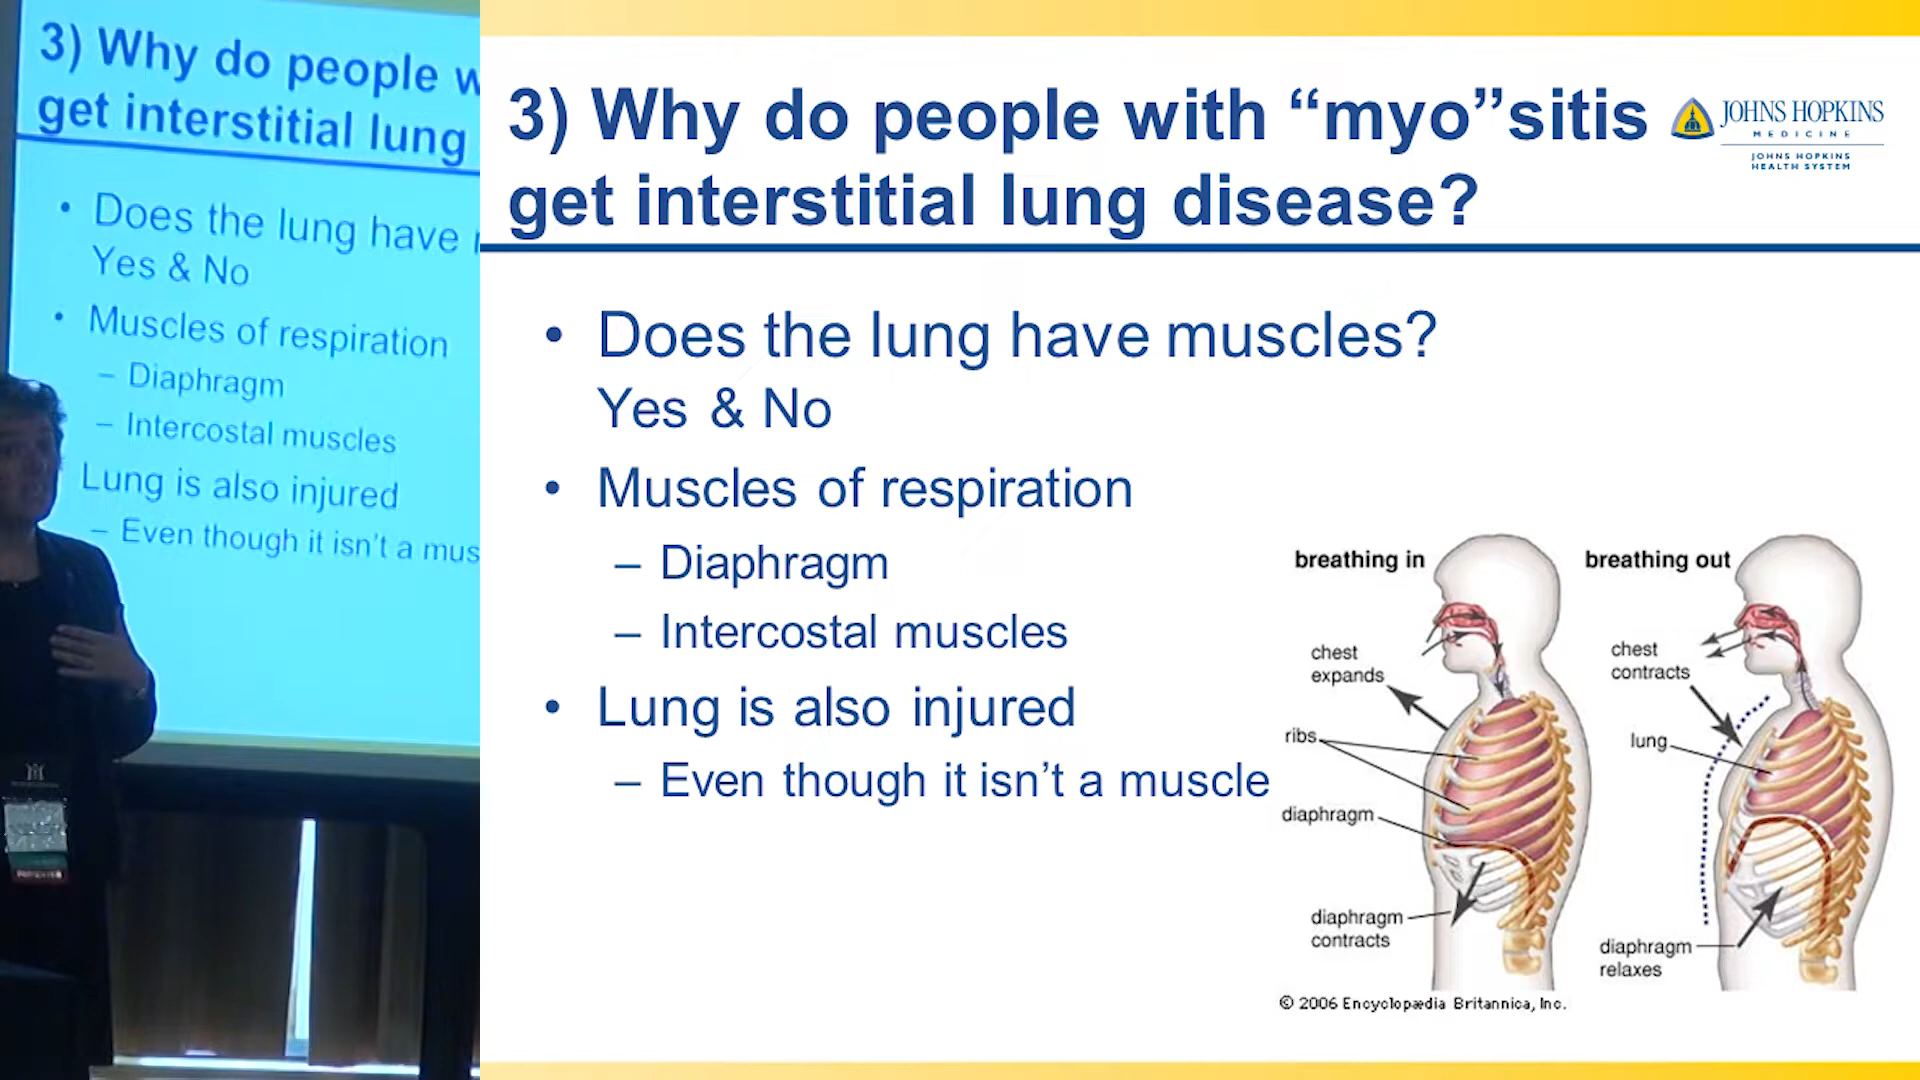 3) Why do people w
get interstitial lung
• Does the lung have
Yes & No
• Muscles of respiration
– Diaphragm
– Intercostal muscles
Lung is also injured
– Even though it isn't a mus
3) Why do people with “myo”sitis
get interstitial lung disease?
JOHNS HOPKINS
MEDICINE
JOHNS HOPKINS
HEALTH SYSTEM
• Does the lung have muscles?
Yes & No
• Muscles of respiration
– Diaphragm
– Intercostal muscles
• Lung is also injured
– Even though it isn’t a muscle
breathing in
chest
expands
ribs
diaphragm
diaphragm
contracts
breathing out
chest
contracts
lung
diaphragm
relaxes
© 2006 Encyclopædia Britannica, Inc.